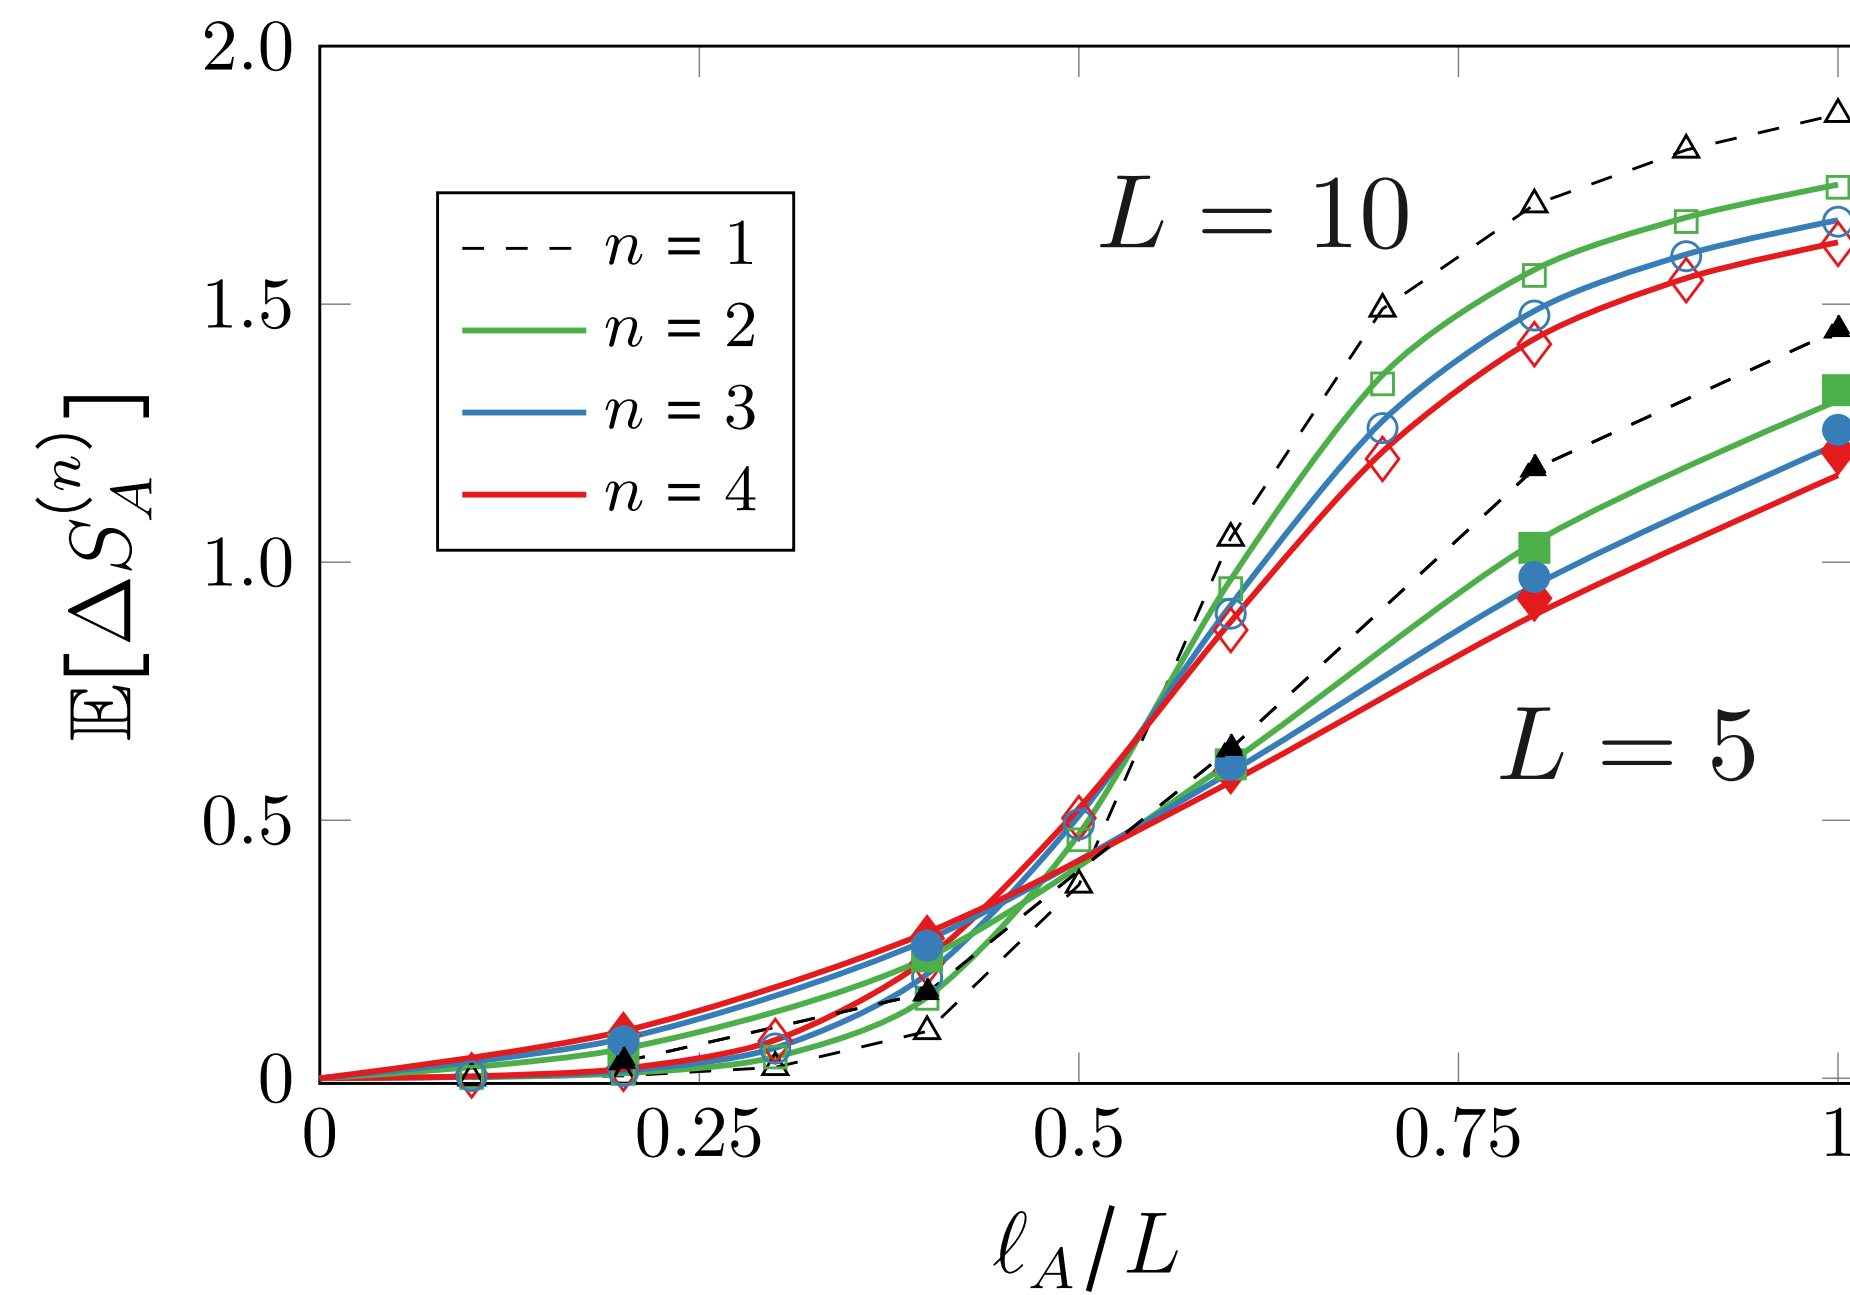 2.0
1.5
1.0
0.5
0
0
0.25
0.5
0.75
1
𝔼[ΔS_A^{(n)}]
ℓ_A/L
n = 1
n = 2
n = 3
n = 4
L = 10
L = 5